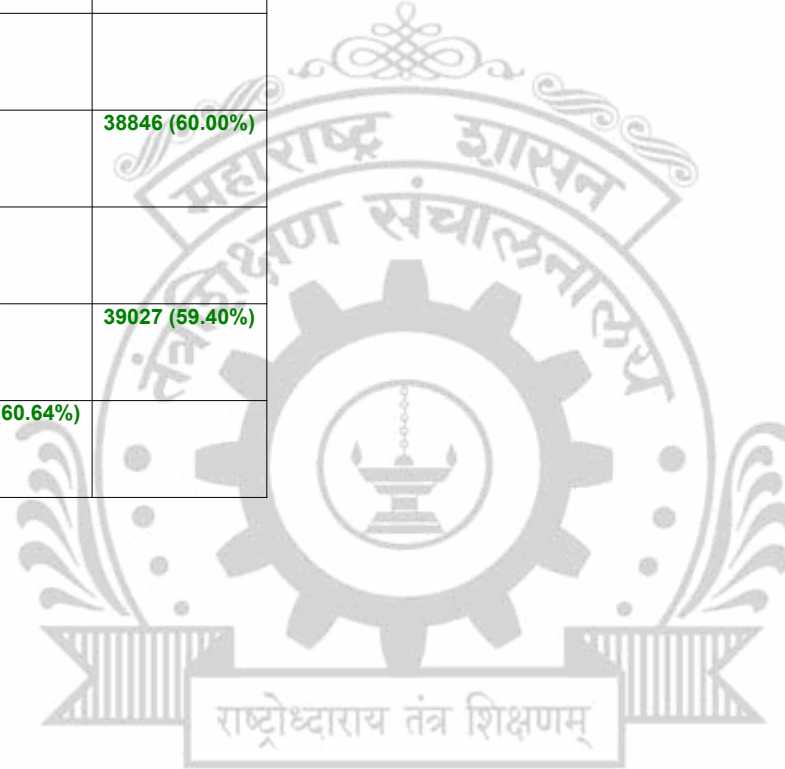 38846 (60.00%)
39027 (59.40%)
60.64%)
महाराष्ट्र शासन
तंत्रशिक्षण संचालनालय
राष्ट्रोध्दाराय तंत्र शिक्षणम्